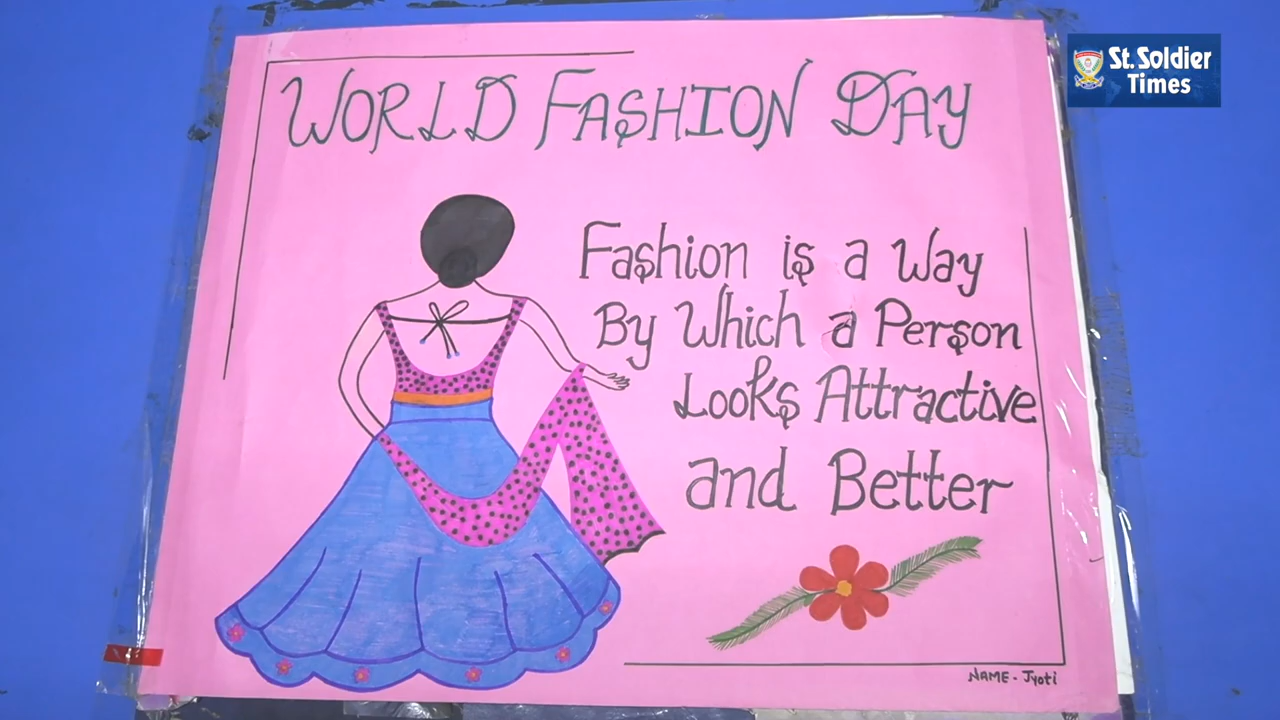 St. Soldier
Times
WORLD FASHION DAY
Fashion is a Way
By Which a Person
Looks Attractive
and Better
NAME - Jyoti